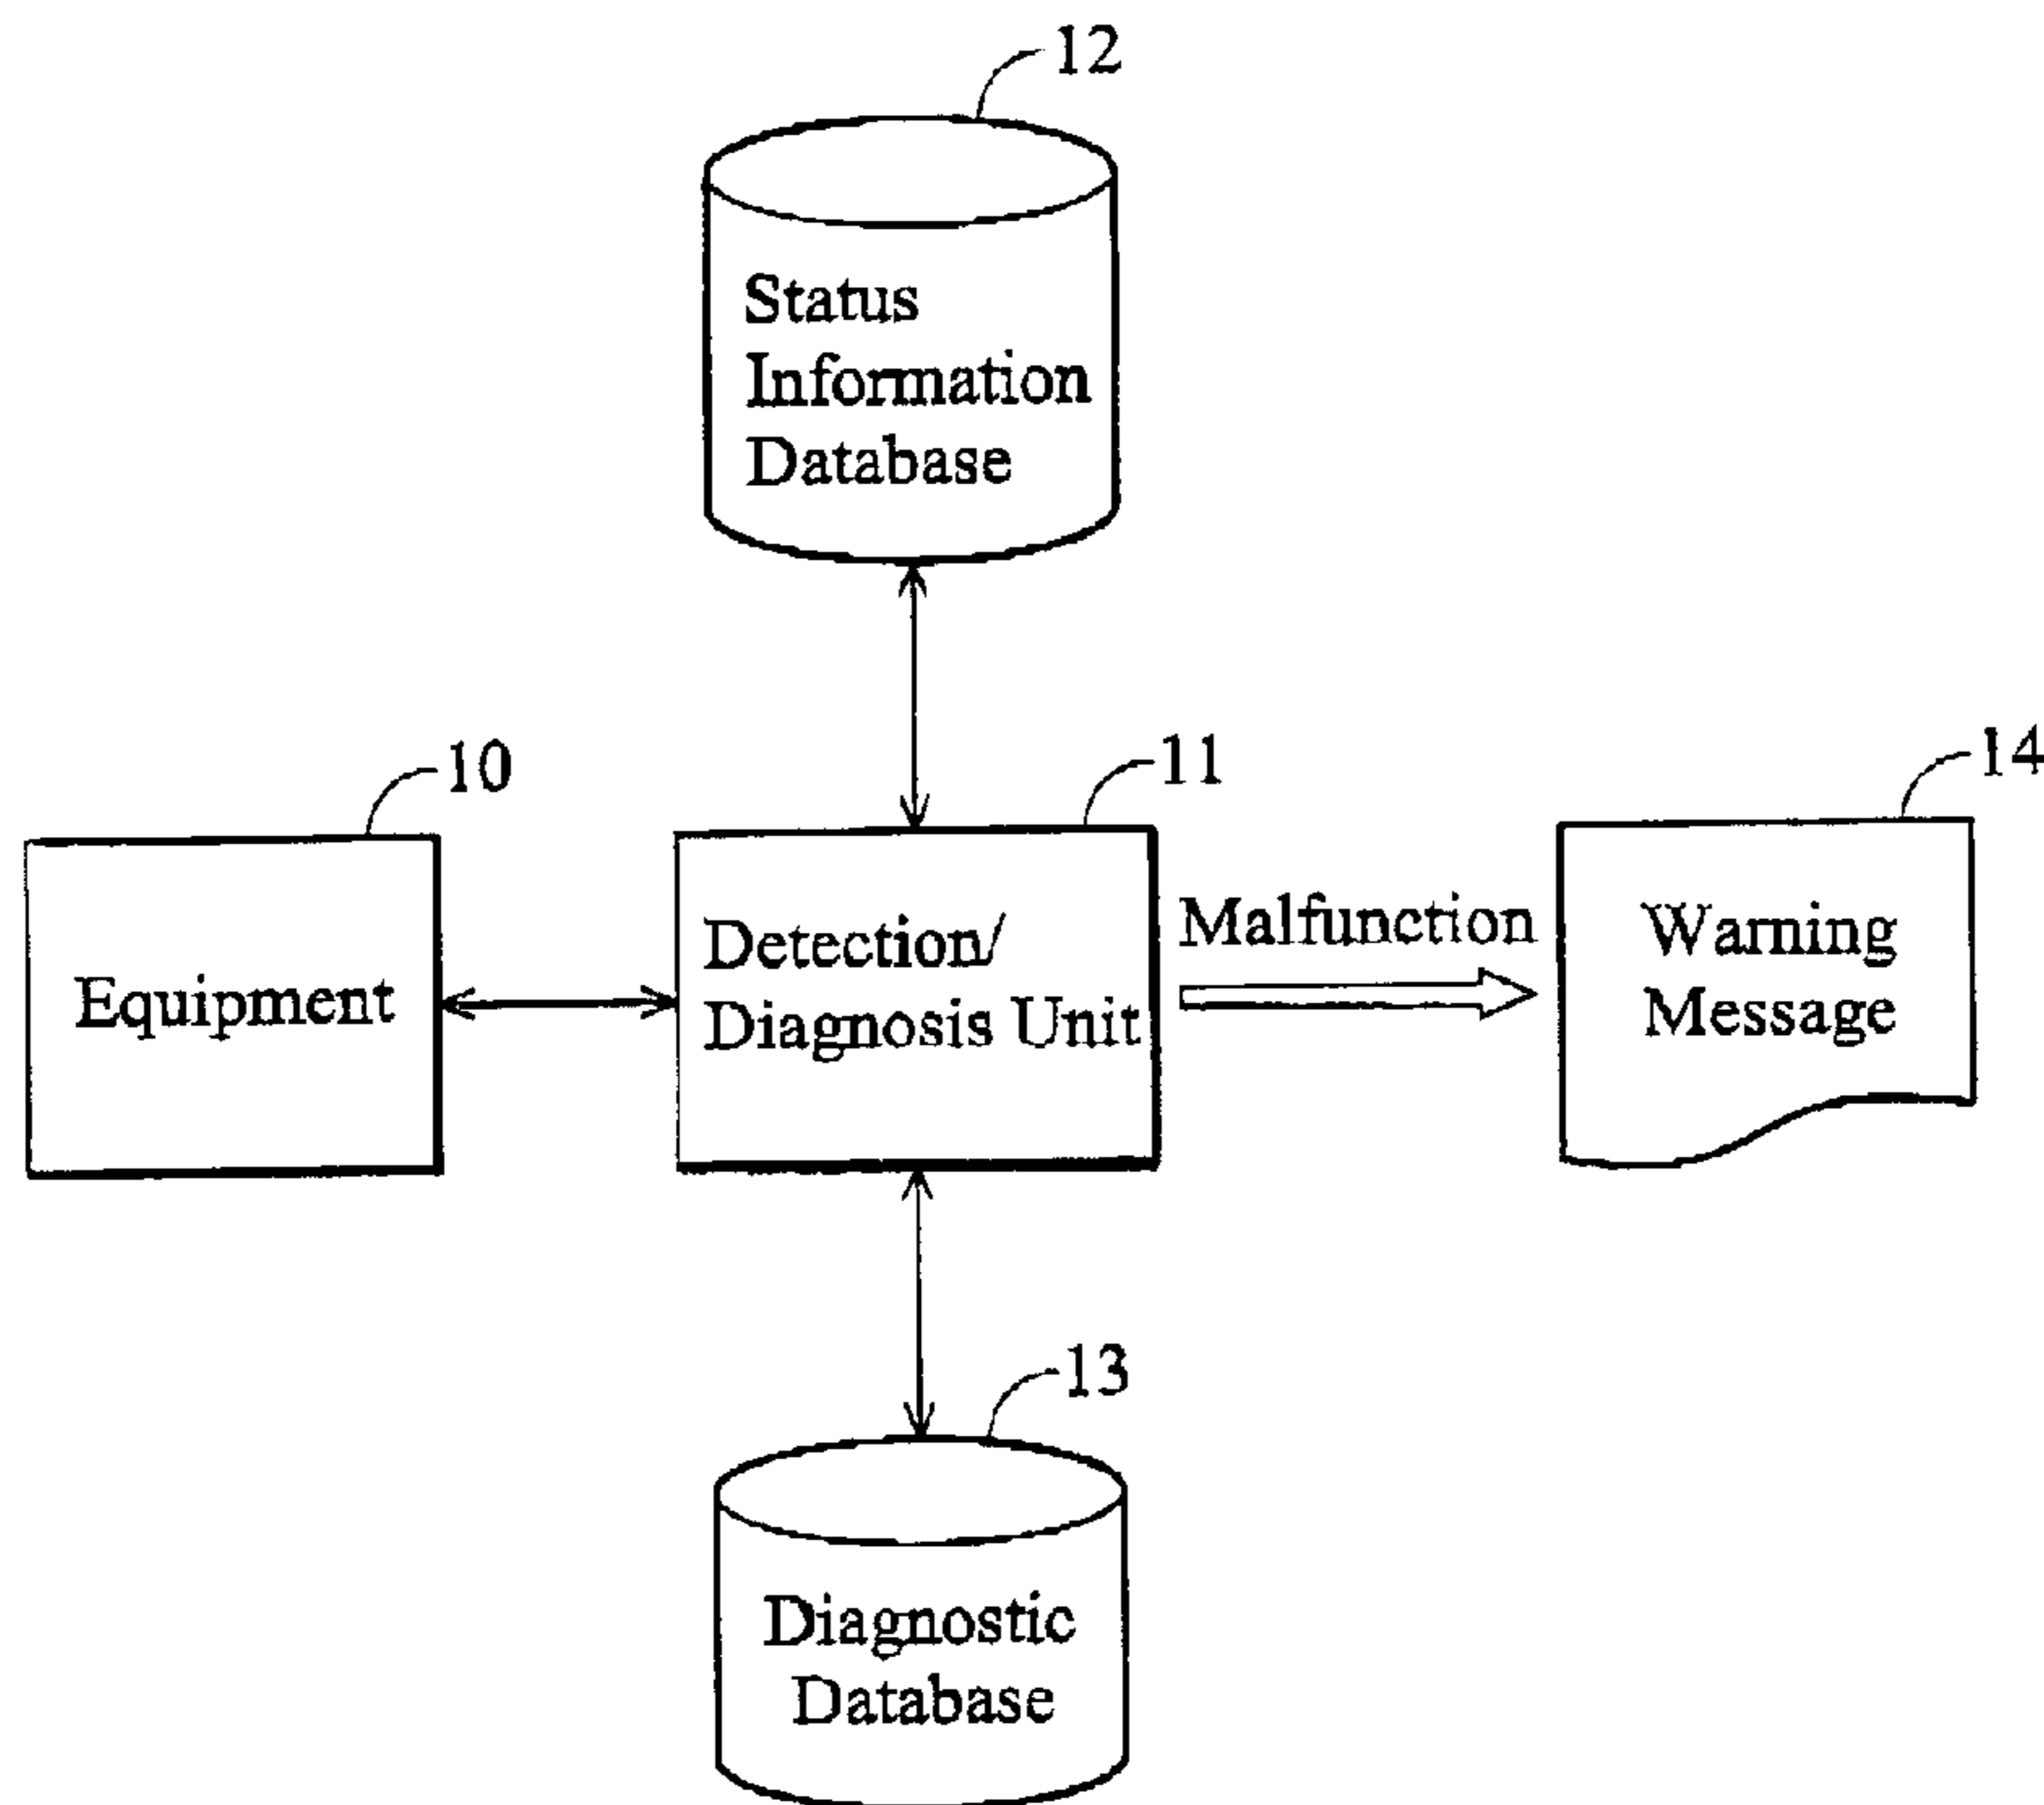 12
Status
Information
Database
10
11
14
Equipment
Detection/
Diagnosis Unit
Malfunction
Warning
Message
13
Diagnostic
Database